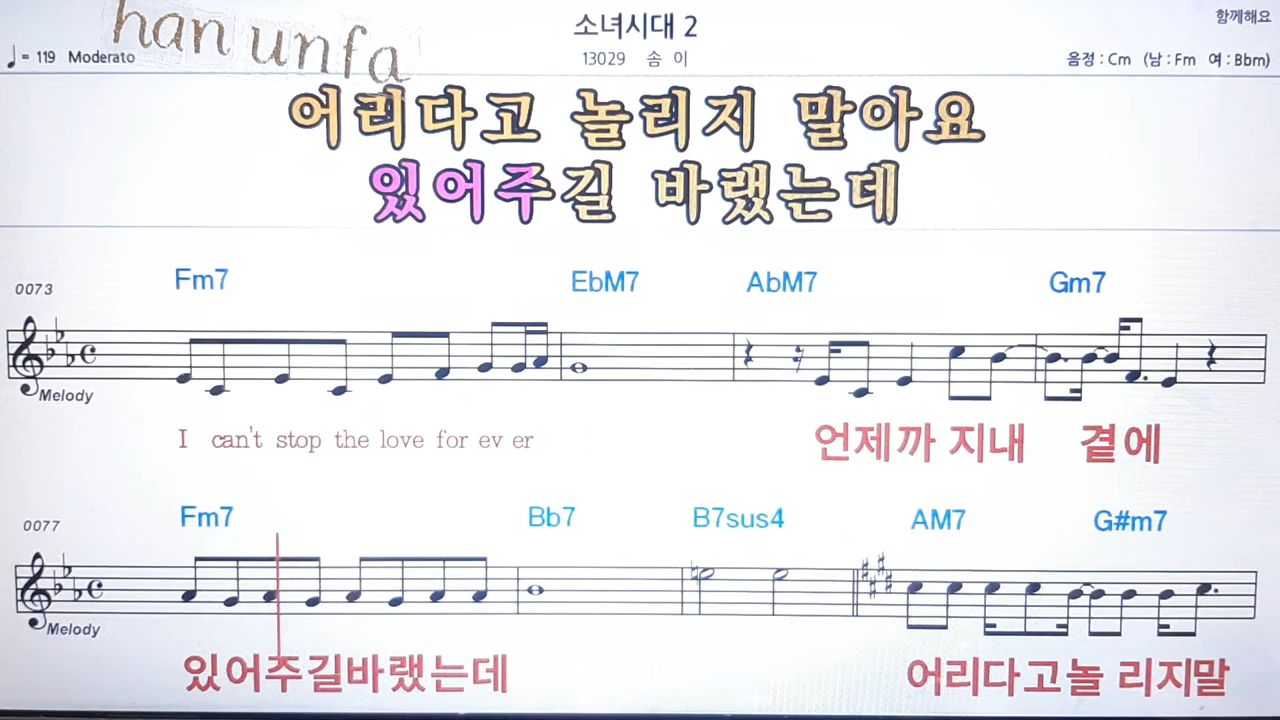 han unfa
소녀시대 2
함께해요
♩= 119 Moderato
13029 솜 이
음정 : Cm (남 : Fm 여 : Bbm)
어리다고 놀리지 말아요
있어주길 바랬는데
0073
Fm7 EbM7 AbM7 Gm7
Melody
I can't stop the love for ev er 언제까 지내 곁에
0077
Fm7 Bb7 B7sus4 AM7 G#m7
Melody
있어주길바랬는데 어리다고놀 리지말